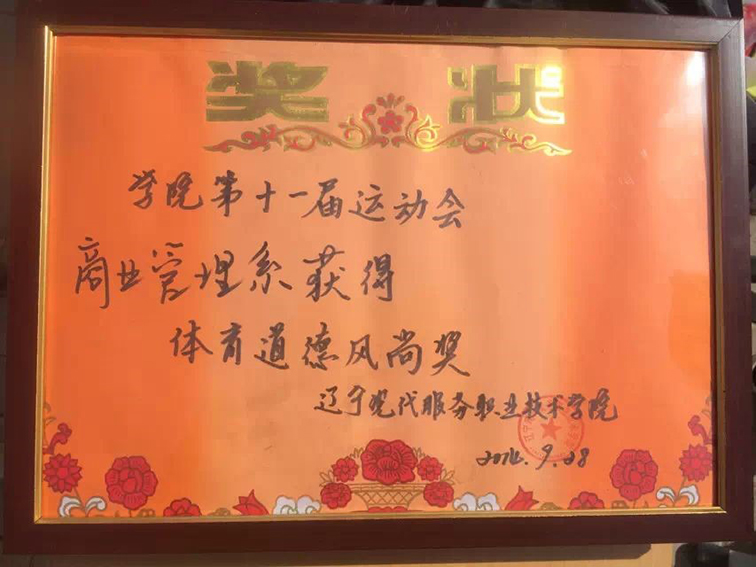 奖状
学院第十一届运动会
商业管理系获得
体育道德风尚奖
辽宁现代服务职业技术学院
2014.9.28